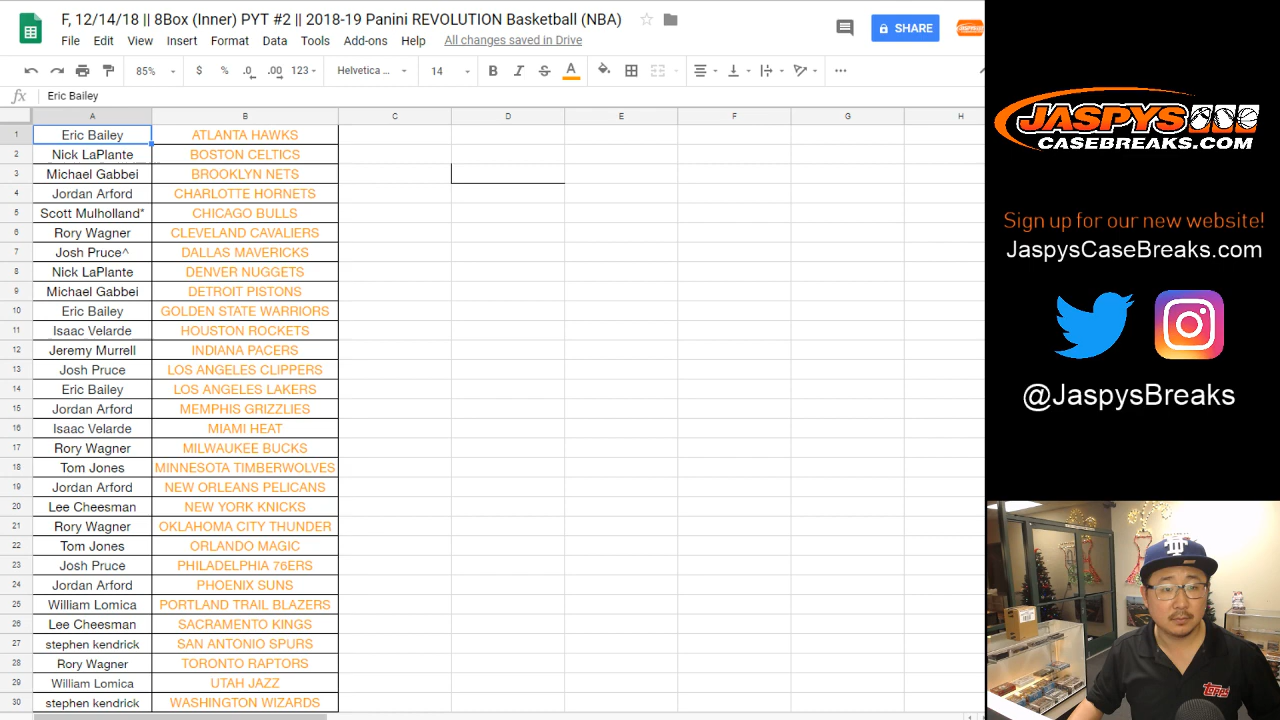 F, 12/14/18 || 8Box (Inner) PYT #2 || 2018-19 Panini REVOLUTION Basketball (NBA)
File Edit View Insert Format Data Tools Add-ons Help All changes saved in Drive
SHARE
85% $ % .0 .00 123 Helvetica ... 14 B I S A ...
fx Eric Bailey
A B C D E F G H
1 Eric Bailey ATLANTA HAWKS
2 Nick LaPlante BOSTON CELTICS
3 Michael Gabbei BROOKLYN NETS
4 Jordan Arford CHARLOTTE HORNETS
5 Scott Mulholland* CHICAGO BULLS
6 Rory Wagner CLEVELAND CAVALIERS
7 Josh Pruce^ DALLAS MAVERICKS
8 Nick LaPlante DENVER NUGGETS
9 Michael Gabbei DETROIT PISTONS
10 Eric Bailey GOLDEN STATE WARRIORS
11 Isaac Velarde HOUSTON ROCKETS
12 Jeremy Murrell INDIANA PACERS
13 Josh Pruce LOS ANGELES CLIPPERS
14 Eric Bailey LOS ANGELES LAKERS
15 Jordan Arford MEMPHIS GRIZZLIES
16 Isaac Velarde MIAMI HEAT
17 Rory Wagner MILWAUKEE BUCKS
18 Tom Jones MINNESOTA TIMBERWOLVES
19 Jordan Arford NEW ORLEANS PELICANS
20 Lee Cheesman NEW YORK KNICKS
21 Rory Wagner OKLAHOMA CITY THUNDER
22 Tom Jones ORLANDO MAGIC
23 Josh Pruce PHILADELPHIA 76ERS
24 Jordan Arford PHOENIX SUNS
25 William Lomica PORTLAND TRAIL BLAZERS
26 Lee Cheesman SACRAMENTO KINGS
27 stephen kendrick SAN ANTONIO SPURS
28 Rory Wagner TORONTO RAPTORS
29 William Lomica UTAH JAZZ
30 stephen kendrick WASHINGTON WIZARDS
JASPYS
CASEBREAKS.COM
Sign up for our new website!
JaspysCaseBreaks.com
@JaspysBreaks
topps